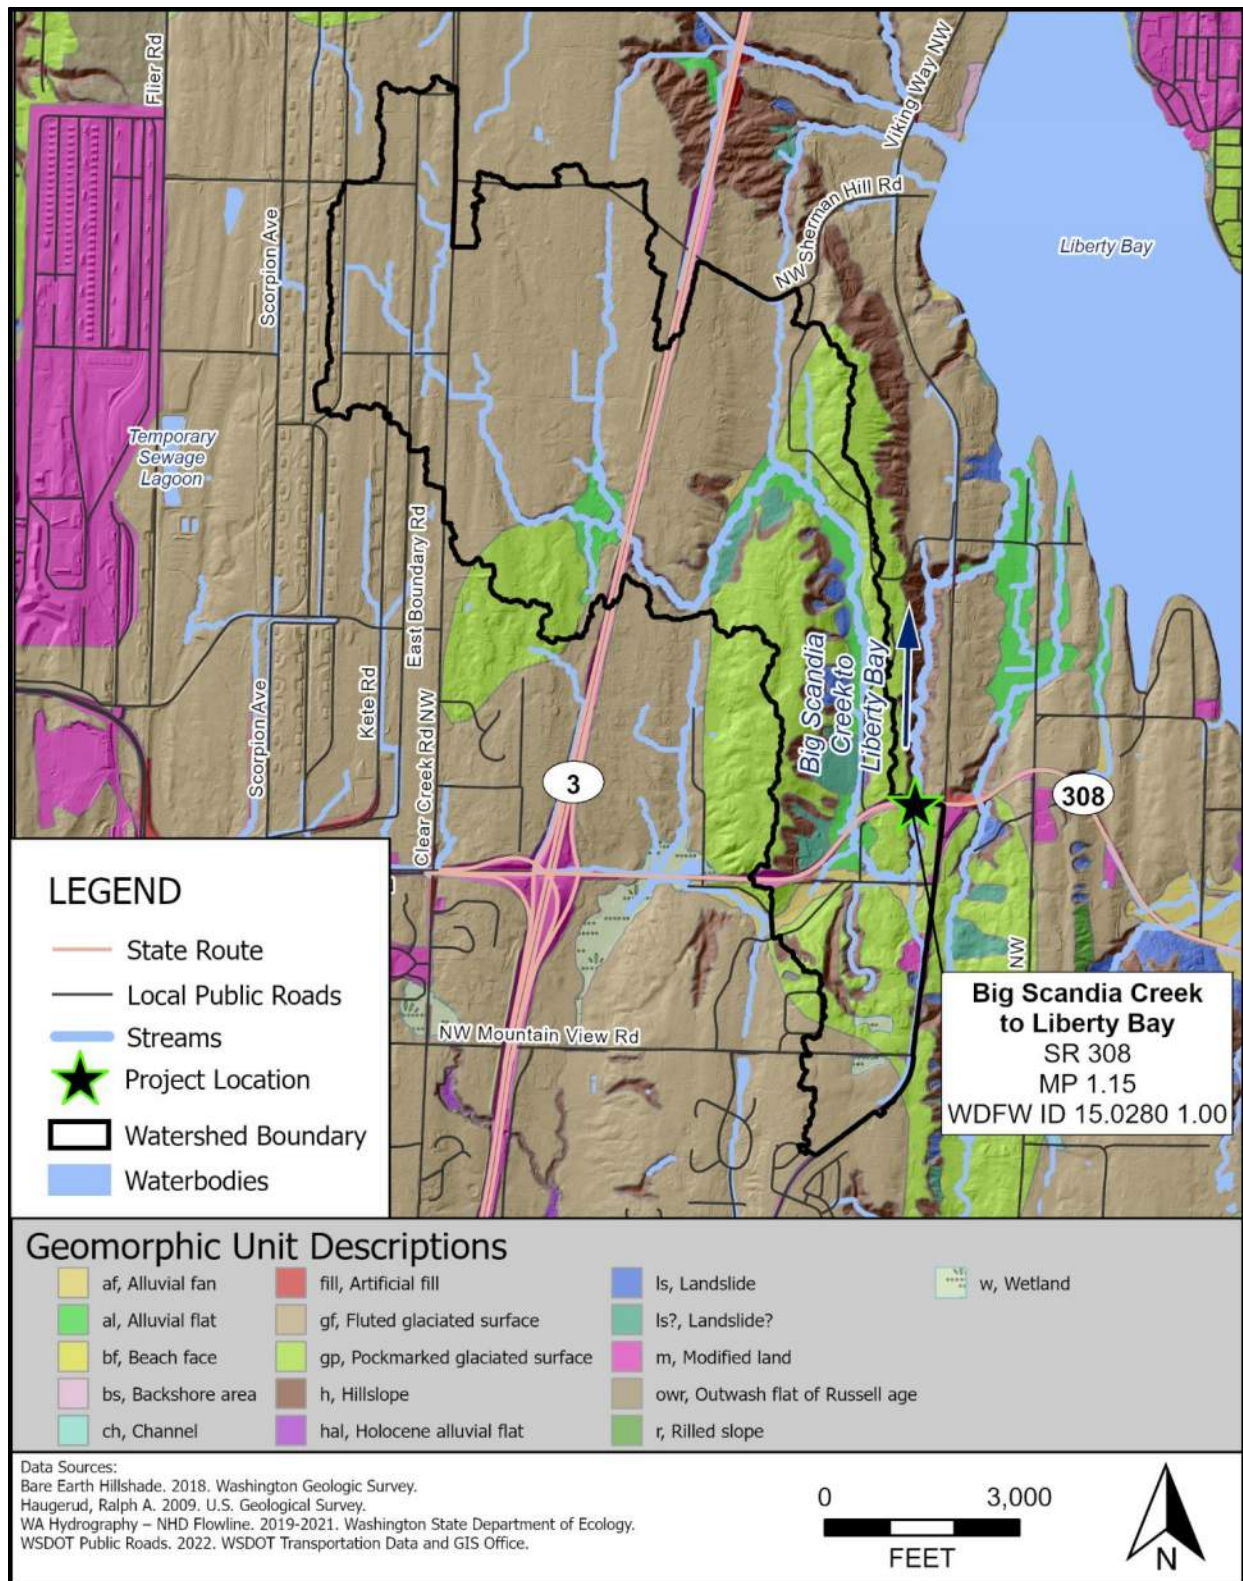 Flier Rd
Viking Way NW
NW Sherman Hill Rd
Liberty Bay
Scorpion Ave
Temporary
Sewage
Lagoon
East Boundary Rd
Big Scandia
Creek to
Liberty Bay
Kete Rd
Scorpion Ave
Clear Creek Rd NW
3
308
NW
NW Mountain View Rd
Big Scandia Creek
to Liberty Bay
SR 308
MP 1.15
WDFW ID 15.0280 1.00
LEGEND
State Route
Local Public Roads
Streams
Project Location
Watershed Boundary
Waterbodies
Geomorphic Unit Descriptions
af, Alluvial fan
al, Alluvial flat
bf, Beach face
bs, Backshore area
ch, Channel
fill, Artificial fill
gf, Fluted glaciated surface
gp, Pockmarked glaciated surface
h, Hillslope
hal, Holocene alluvial flat
ls, Landslide
ls?, Landslide?
m, Modified land
owr, Outwash flat of Russell age
r, Rilled slope
w, Wetland
Data Sources:
Bare Earth Hillshade. 2018. Washington Geologic Survey.
Haugerud, Ralph A. 2009. U.S. Geological Survey.
WA Hydrography – NHD Flowline. 2019-2021. Washington State Department of Ecology.
WSDOT Public Roads. 2022. WSDOT Transportation Data and GIS Office.
0 3,000
FEET
N